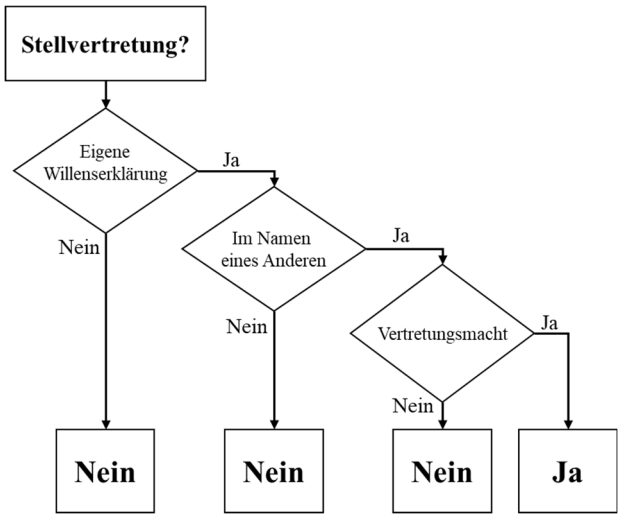 Stellvertretung?
Eigene
Willenserklärung
Ja
Nein
Im Namen
eines Anderen
Ja
Nein
Vertretungsmacht
Ja
Nein
Nein
Nein
Nein
Ja